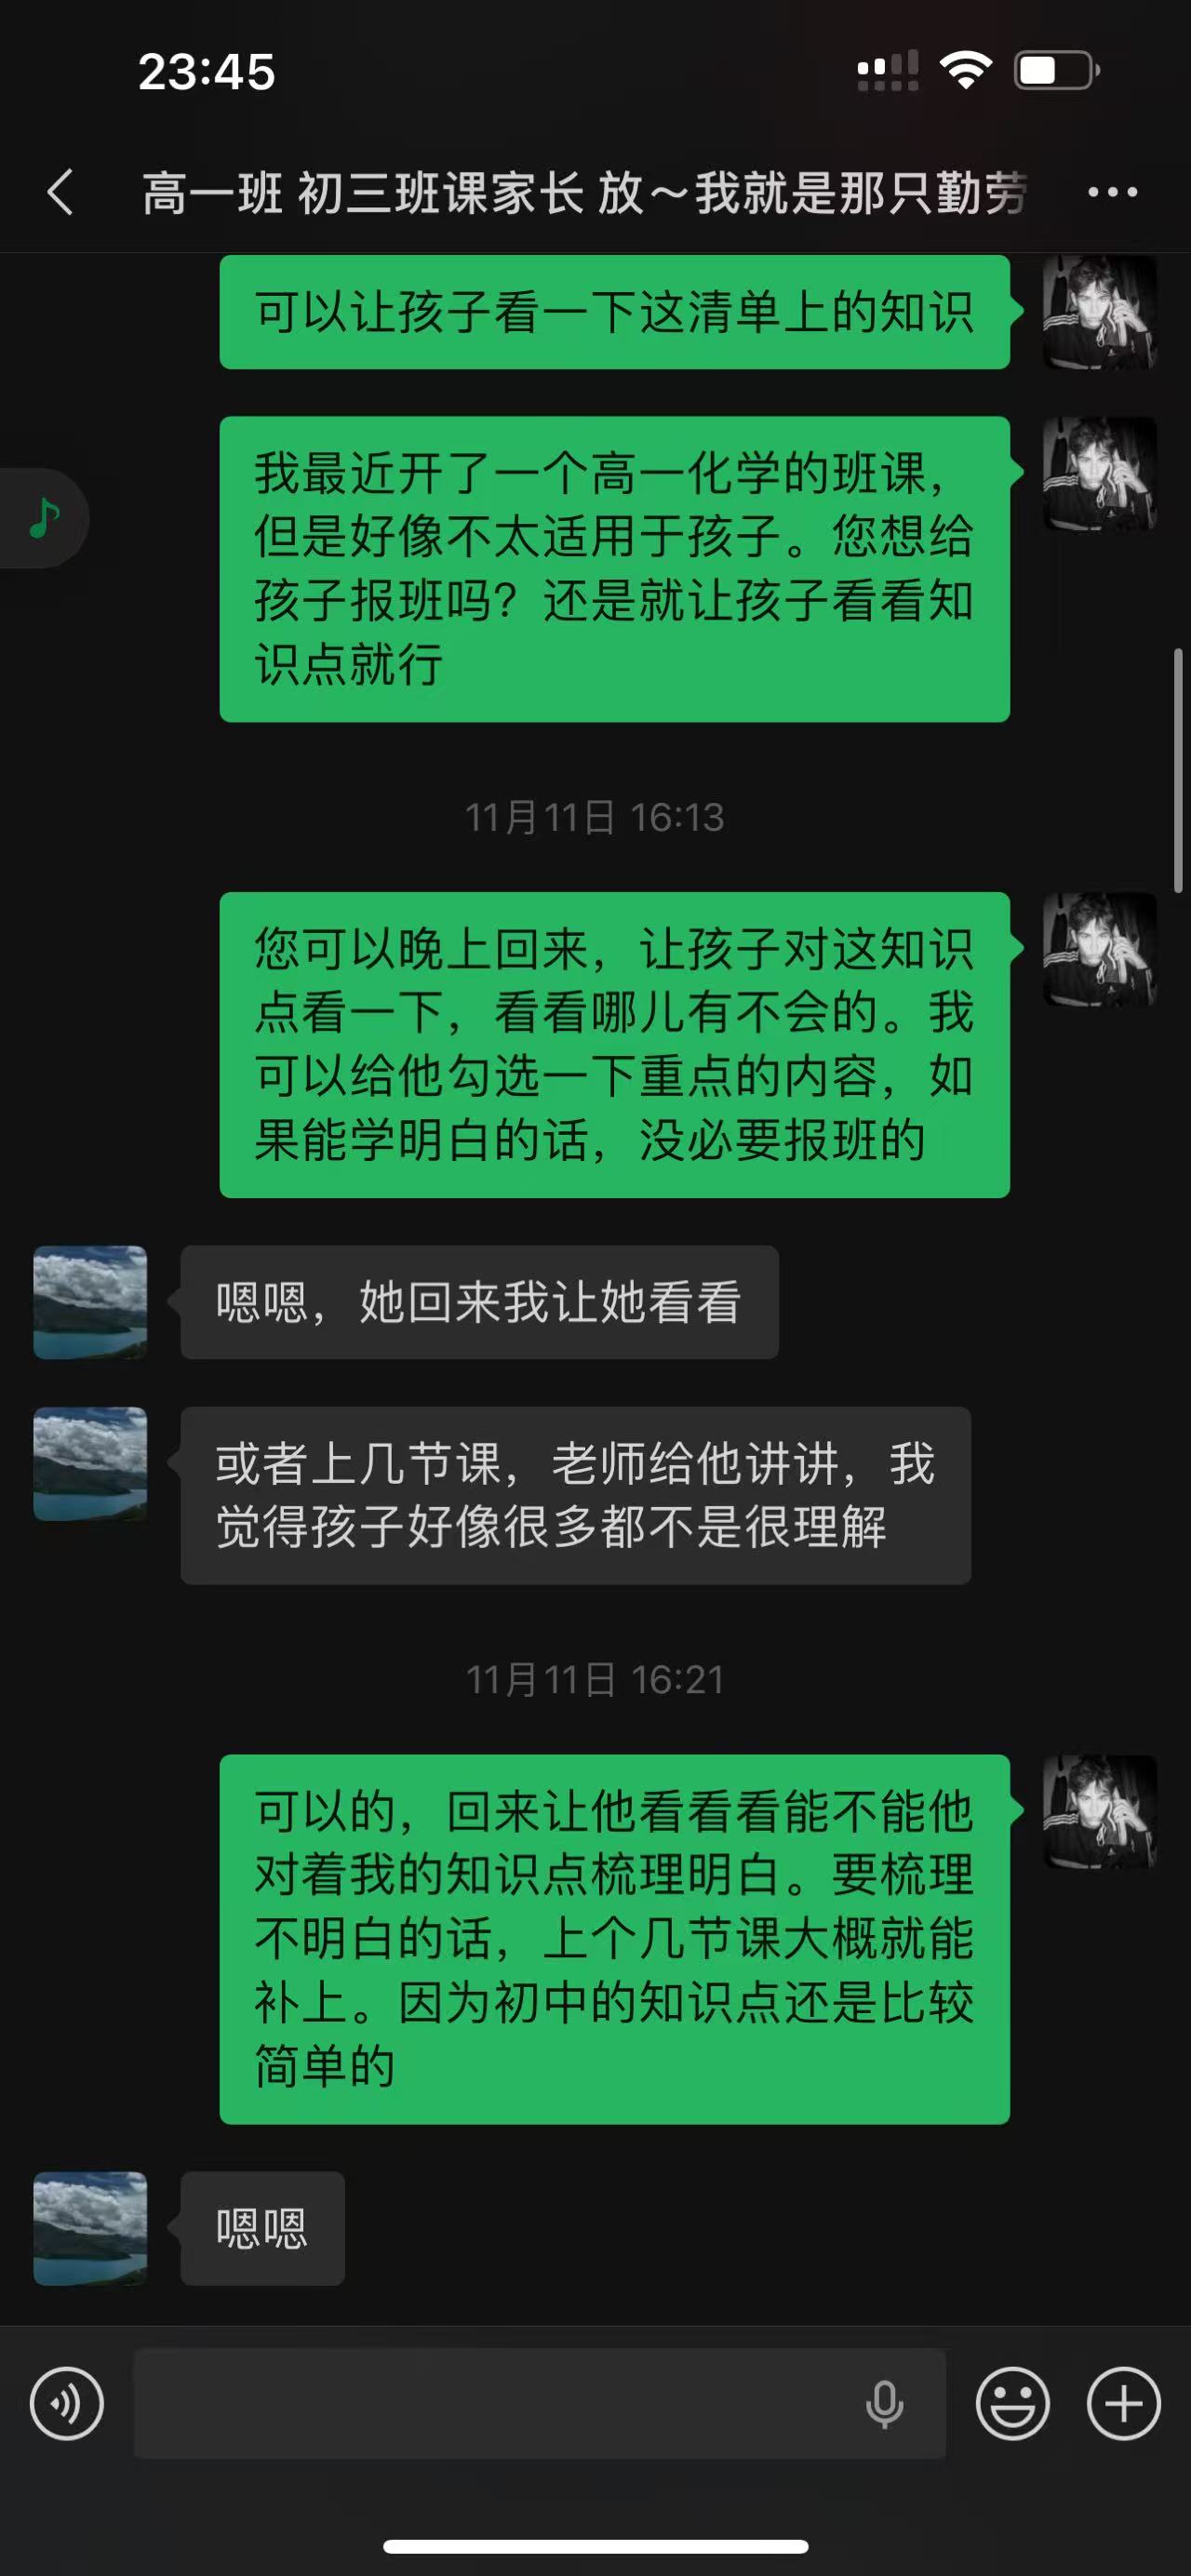 23:45
高一班 初三班课家长 放～我就是那只勤劳
可以让孩子看一下这清单上的知识
我最近开了一个高一化学的班课，
但是好像不太适用于孩子。您想给
孩子报班吗？还是就让孩子看看知
识点就行
11月11日 16:13
您可以晚上回来，让孩子对这知识
点看一下，看看哪儿有不会的。我
可以给他勾选一下重点的内容，如
果能学明白的话，没必要报班的
嗯嗯，她回来我让她看看
或者上几节课，老师给他讲讲，我
觉得孩子好像很多都不是很理解
11月11日 16:21
可以的，回来让他看看看能不能他
对着我的知识点梳理明白。要梳理
不明白的话，上个几节课大概就能
补上。因为初中的知识点还是比较
简单的
嗯嗯